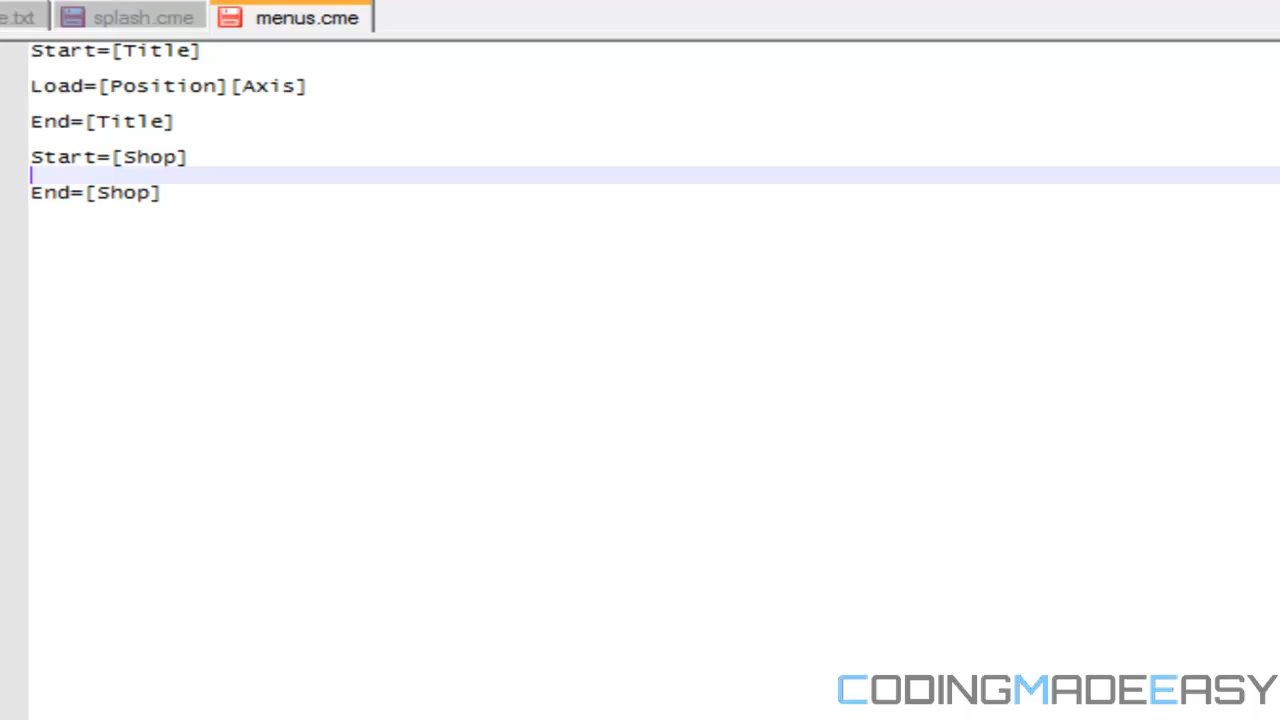 e.txt splash.cme menus.cme
Start=[Title]
Load=[Position][Axis]
End=[Title]
Start=[Shop]
End=[Shop]
CODINGMADEEASY